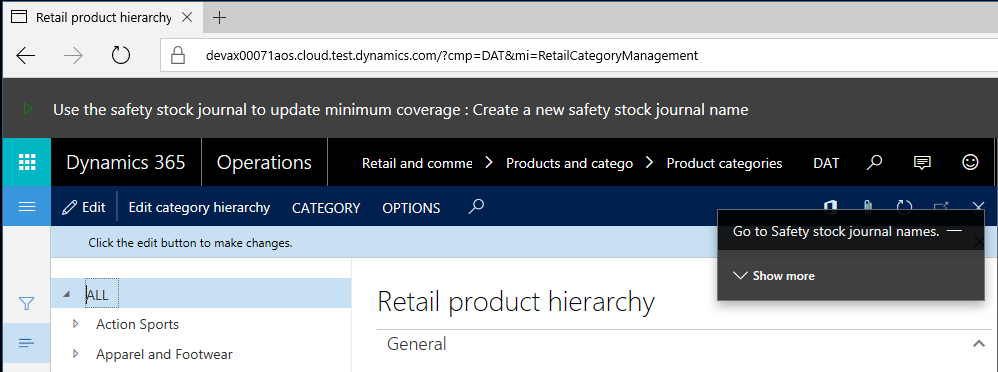 Retail product hierarchy
devax00071aos.cloud.test.dynamics.com/?cmp=DAT&mi=RetailCategoryManagement
Use the safety stock journal to update minimum coverage : Create a new safety stock journal name
Dynamics 365 Operations Retail and comme > Products and catego > Product categories DAT
Edit Edit category hierarchy CATEGORY OPTIONS
Go to Safety stock journal names.
Click the edit button to make changes.
Show more
ALL
Retail product hierarchy
Action Sports
General
Apparel and Footwear